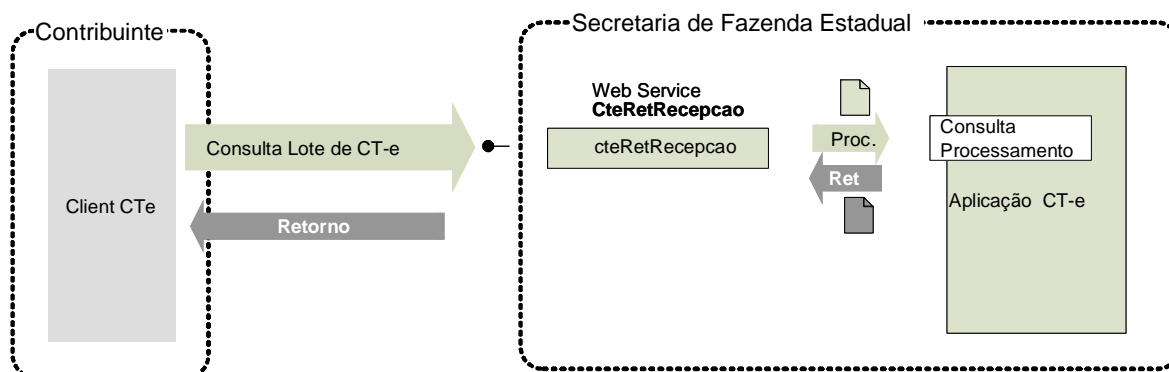 Contribuinte
Secretaria de Fazenda Estadual
Client CTe
Consulta Lote de CT-e
Retorno
Web Service
CteRetRecepcao
cteRetRecepcao
Proc.
Ret
Consulta
Processamento
Aplicação CT-e